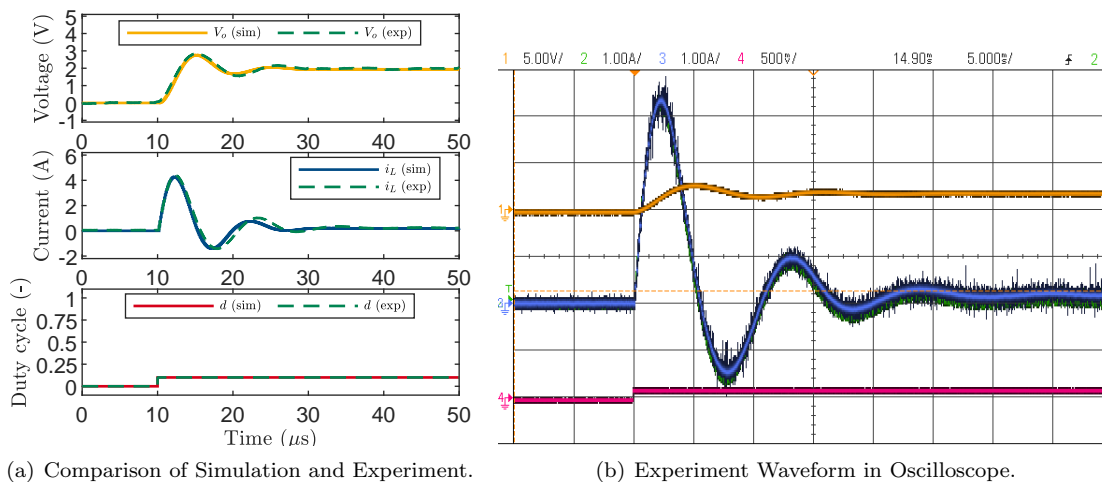 5
4
3
2
1
0
-1
Voltage (V)
V_o (sim) V_o (exp)
0 10 20 30 40 50
6
4
2
0
-2
Current (A)
i_L (sim)
i_L (exp)
0 10 20 30 40 50
1
0.75
0.5
0.25
0
Duty cycle (-)
d (sim) d (exp)
0 10 20 30 40 50
Time (μs)
(a) Comparison of Simulation and Experiment.
1 5.00V/ 2 1.00A/ 3 1.00A/ 4 500%/ 14.90s 5.000s/ 2
1
T
3
4
(b) Experiment Waveform in Oscilloscope.